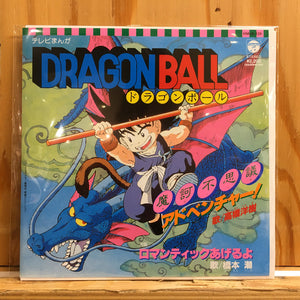 テレビまんが
DRAGON BALL
ドラゴンボール
摩訶不思議
アドベンチャー!
歌/高橋洋樹
ロマンティックあげるよ
歌/橋本 潮